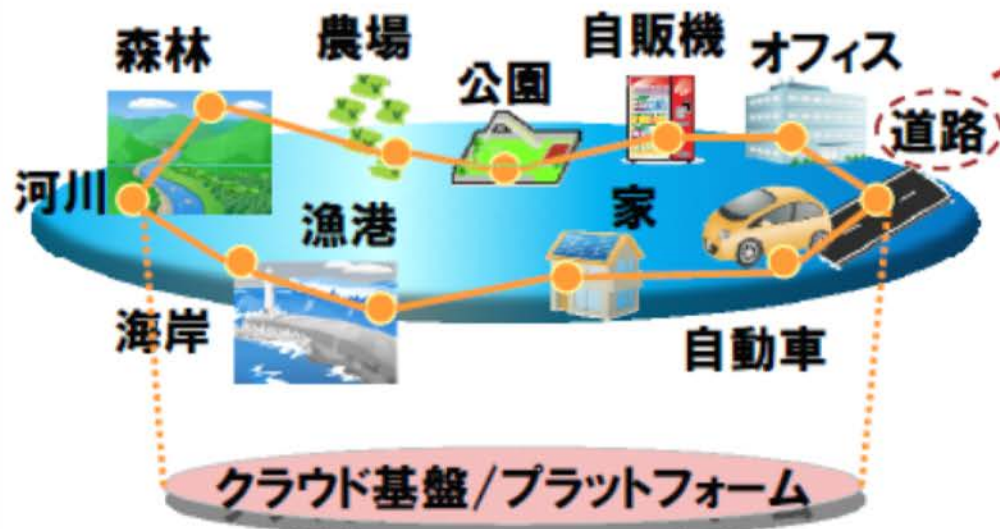 森林
農場
公園
自販機
オフィス
道路
河川
漁港
家
海岸
自動車
クラウド基盤/プラットフォーム